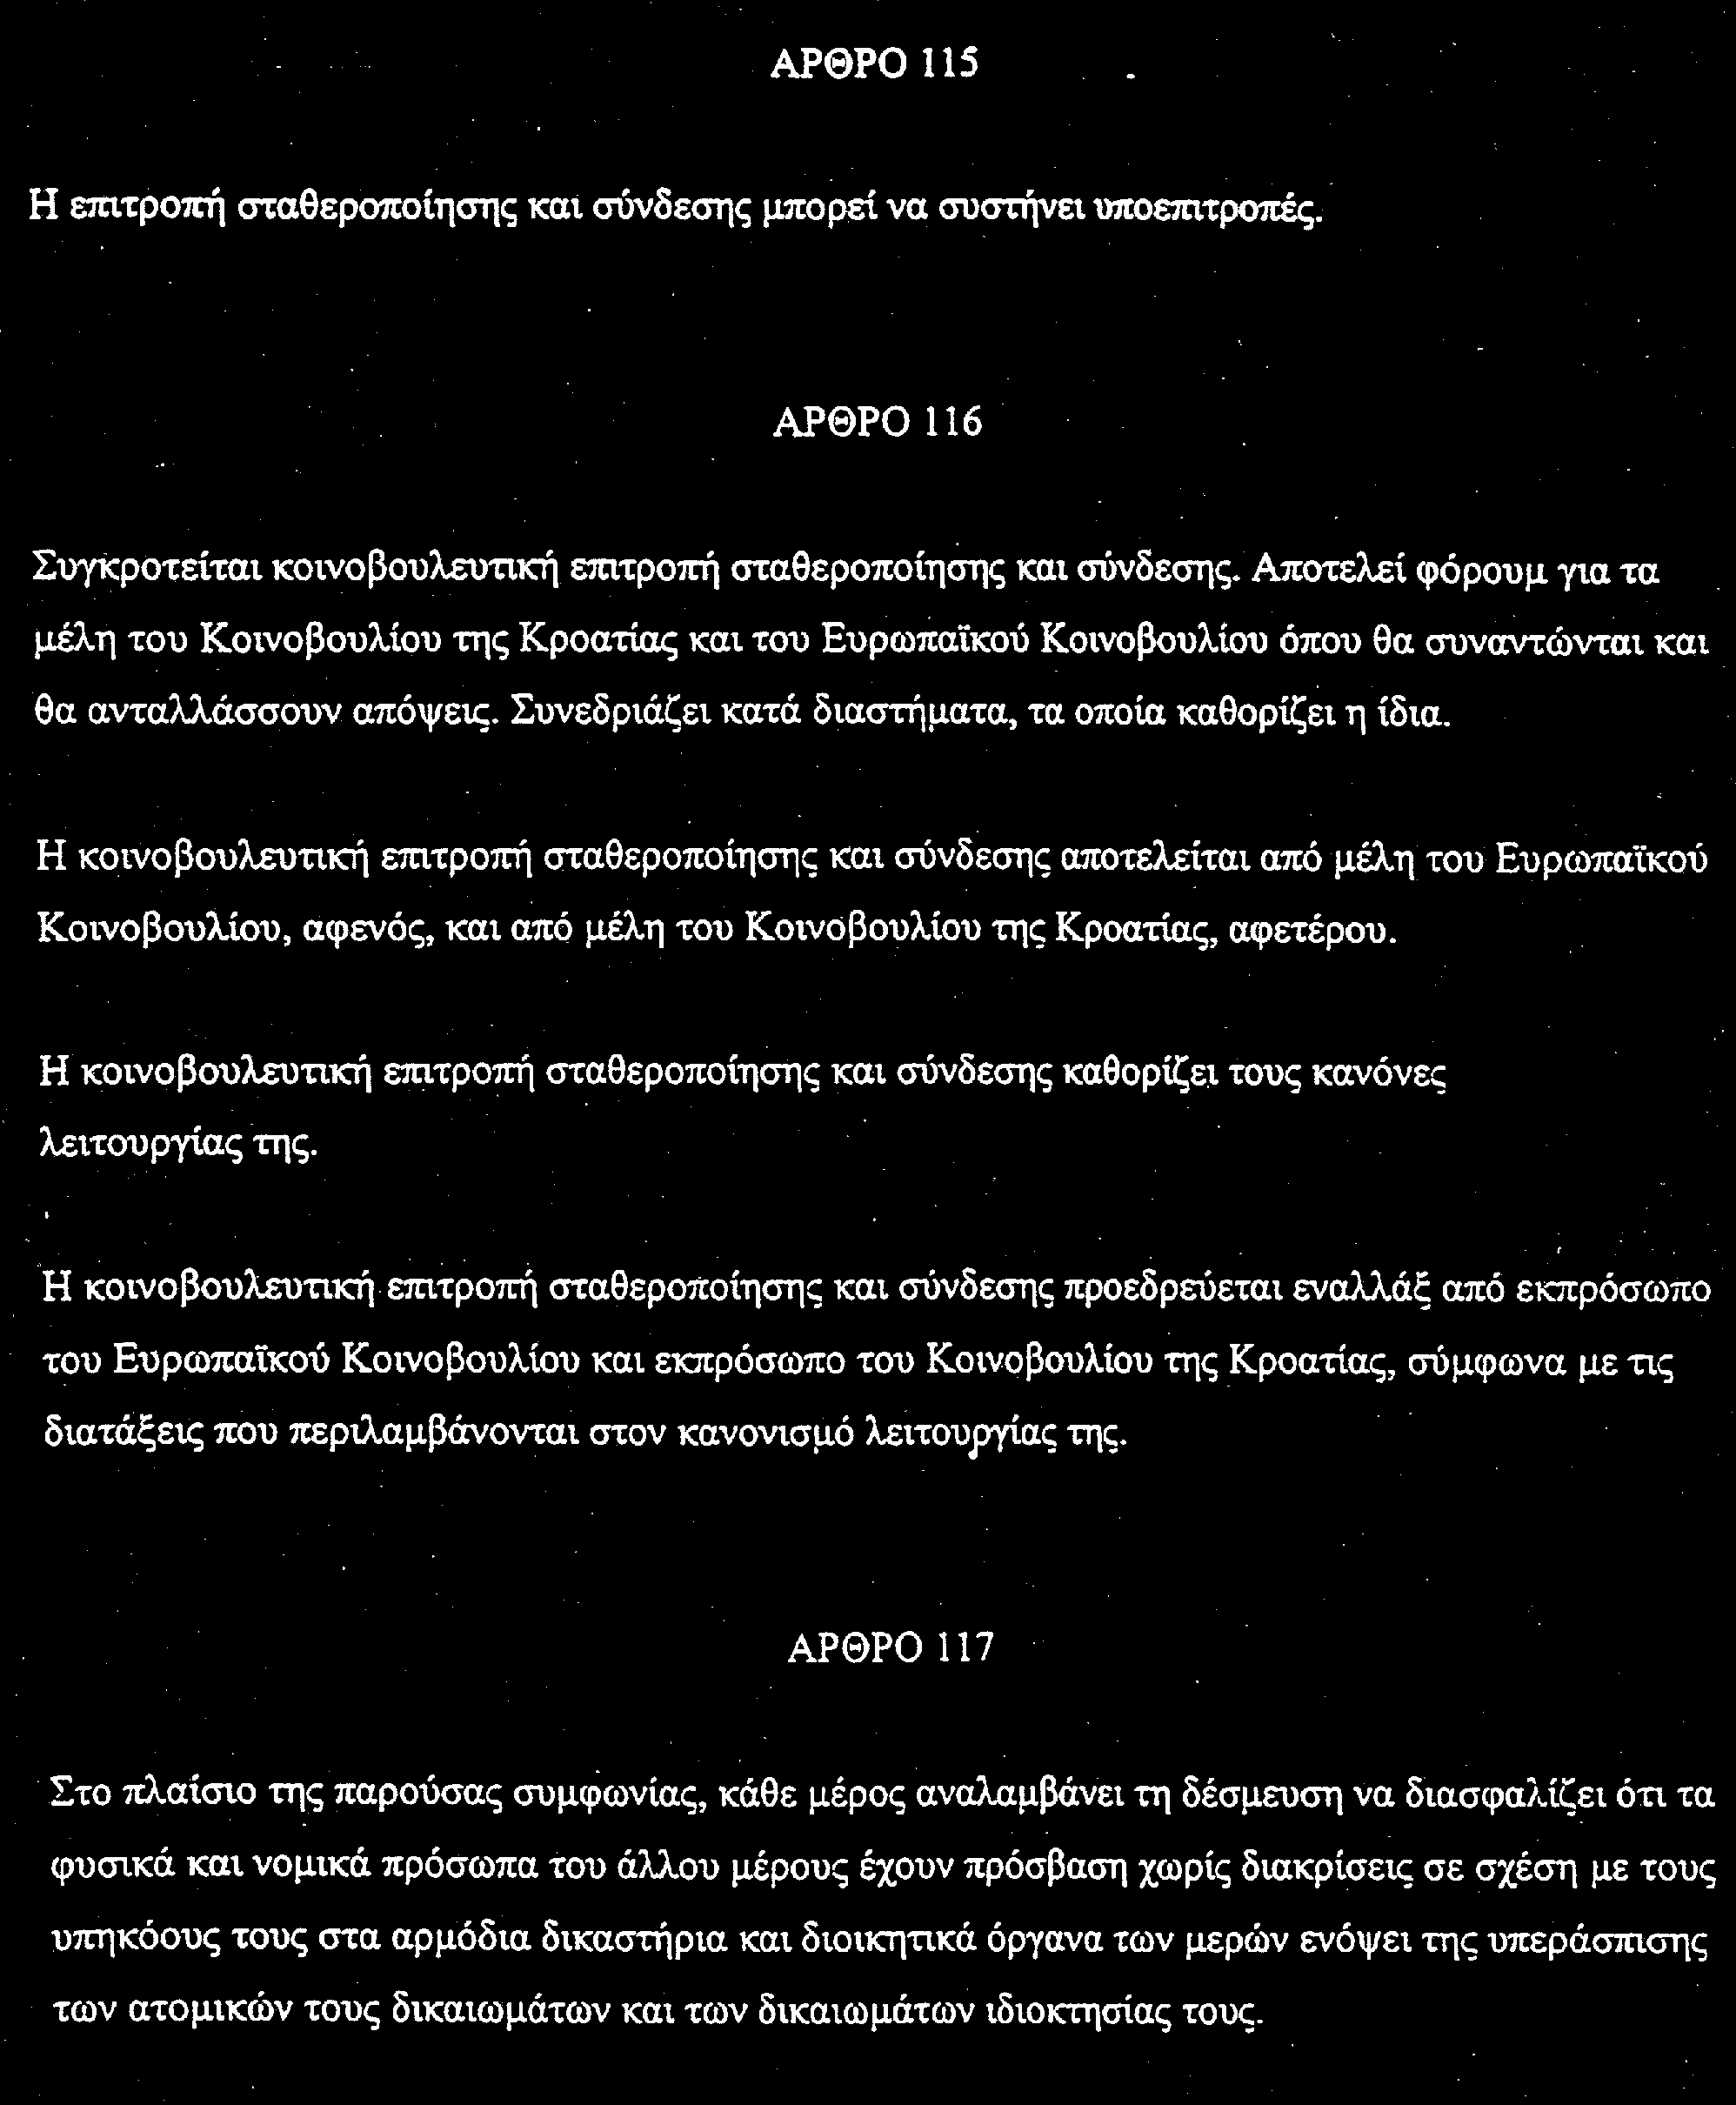 ΑΡΘΡΟ 115
Η επιτροπή σταθεροποίησης και σύνδεσης μπορεί να συστήνει υποεπιτροπές.
ΑΡΘΡΟ 116
Συγκροτείται κοινοβουλευτική επιτροπή σταθεροποίησης και σύνδεσης. Αποτελεί φόρουμ για τα
μέλη του Κοινοβουλίου της Κροατίας και του Ευρωπαϊκού Κοινοβουλίου όπου θα συναντώνται και
θα ανταλλάσσουν απόψεις. Συνεδριάζει κατά διαστήματα, τα οποία καθορίζει η ίδια.
Η κοινοβουλευτική επιτροπή σταθεροποίησης και σύνδεσης αποτελείται από μέλη του Ευρωπαϊκού
Κοινοβουλίου, αφενός, και από μέλη του Κοινοβουλίου της Κροατίας, αφετέρου.
Η κοινοβουλευτική επιτροπή σταθεροποίησης και σύνδεσης καθορίζει τους κανόνες
λειτουργίας της.
Η κοινοβουλευτική επιτροπή σταθεροποίησης και σύνδεσης προεδρεύεται εναλλάξ από εκπρόσωπο
του Ευρωπαϊκού Κοινοβουλίου και εκπρόσωπο του Κοινοβουλίου της Κροατίας, σύμφωνα με τις
διατάξεις που περιλαμβάνονται στον κανονισμό λειτουργίας της.
ΑΡΘΡΟ 117
Στο πλαίσιο της παρούσας συμφωνίας, κάθε μέρος αναλαμβάνει τη δέσμευση να διασφαλίζει ότι τα
φυσικά και νομικά πρόσωπα του άλλου μέρους έχουν πρόσβαση χωρίς διακρίσεις σε σχέση με τους
υπηκόους τους στα αρμόδια δικαστήρια και διοικητικά όργανα των μερών ενόψει της υπεράσπισης
των ατομικών τους δικαιωμάτων και των δικαιωμάτων ιδιοκτησίας τους.